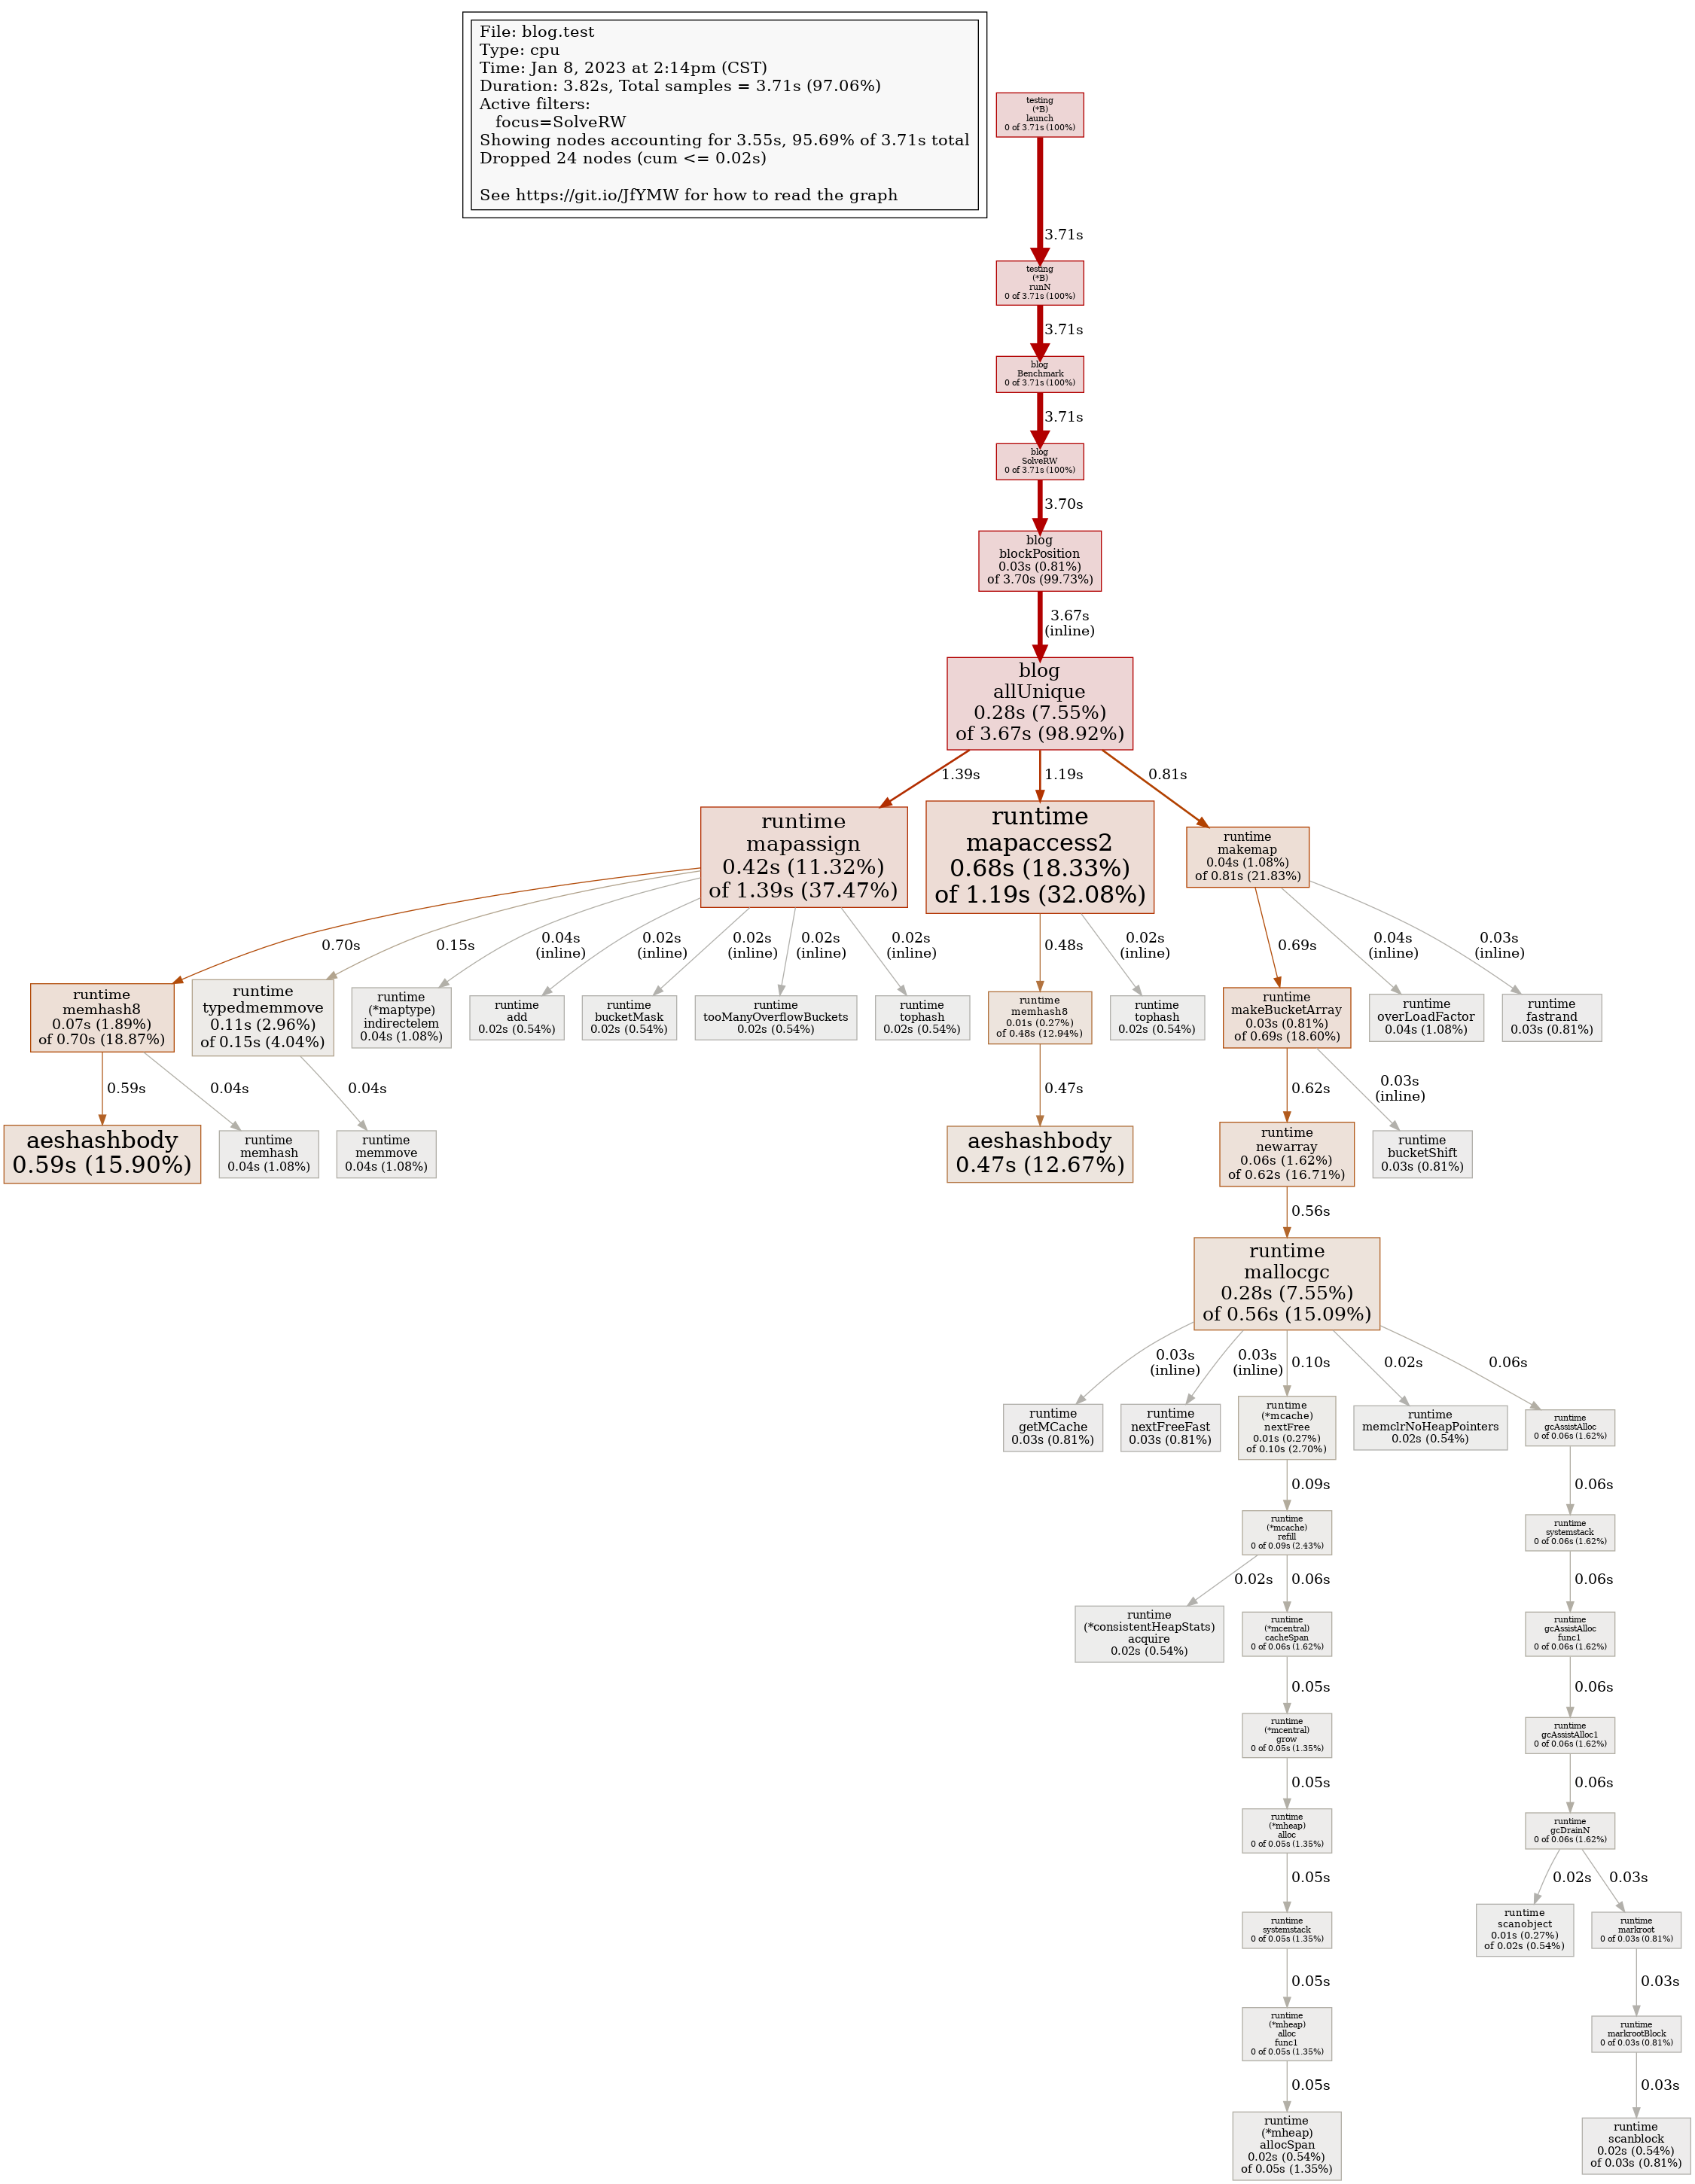 File: blog.test
Type: cpu
Time: Jan 8, 2023 at 2:14pm (CST)
Duration: 3.82s, Total samples = 3.71s (97.06%)
Active filters:
focus=SolveRW
Showing nodes accounting for 3.55s, 95.69% of 3.71s total
Dropped 24 nodes (cum <= 0.02s)
See https://git.io/JfYMW for how to read the graph
testing
(*B)
launch
0 of 3.71s (100%)
3.71s
testing
(*B)
runN
0 of 3.71s (100%)
3.71s
blog
Benchmark
0 of 3.71s (100%)
3.71s
blog
SolveRW
0 of 3.71s (100%)
3.70s
blog
blockPosition
0.03s (0.81%)
of 3.70s (99.73%)
3.67s
(inline)
blog
allUnique
0.28s (7.55%)
of 3.67s (98.92%)
1.39s
1.19s
0.81s
runtime
mapassign
0.42s (11.32%)
of 1.39s (37.47%)
runtime
mapaccess2
0.68s (18.33%)
of 1.19s (32.08%)
runtime
makemap
0.04s (1.08%)
of 0.81s (21.83%)
0.70s
0.15s
0.04s
(inline)
0.02s
(inline)
0.02s
(inline)
0.02s
(inline)
0.02s
(inline)
0.48s
0.02s
(inline)
0.69s
0.04s
(inline)
0.03s
(inline)
runtime
memhash8
0.07s (1.89%)
of 0.70s (18.87%)
runtime
typedmemmove
0.11s (2.96%)
of 0.15s (4.04%)
runtime
(*maptype)
indirectelem
0.04s (1.08%)
runtime
add
0.02s (0.54%)
runtime
bucketMask
0.02s (0.54%)
runtime
tooManyOverflowBuckets
0.02s (0.54%)
runtime
tophash
0.02s (0.54%)
runtime
memhash8
0.01s (0.27%)
of 0.48s (12.94%)
runtime
tophash
0.02s (0.54%)
runtime
makeBucketArray
0.03s (0.81%)
of 0.69s (18.60%)
runtime
overLoadFactor
0.04s (1.08%)
runtime
fastrand
0.03s (0.81%)
0.59s
0.04s
0.04s
0.47s
0.62s
0.03s
(inline)
aeshashbody
0.59s (15.90%)
runtime
memhash
0.04s (1.08%)
runtime
memmove
0.04s (1.08%)
aeshashbody
0.47s (12.67%)
runtime
newarray
0.06s (1.62%)
of 0.62s (16.71%)
runtime
bucketShift
0.03s (0.81%)
0.56s
runtime
mallocgc
0.28s (7.55%)
of 0.56s (15.09%)
0.03s
(inline)
0.03s
(inline)
0.10s
0.02s
0.06s
runtime
getMCache
0.03s (0.81%)
runtime
nextFreeFast
0.03s (0.81%)
runtime
(*mcache)
nextFree
0.01s (0.27%)
of 0.10s (2.70%)
runtime
memclrNoHeapPointers
0.02s (0.54%)
runtime
gcAssistAlloc
0 of 0.06s (1.62%)
0.09s
0.06s
runtime
(*mcache)
refill
0 of 0.09s (2.43%)
runtime
systemstack
0 of 0.06s (1.62%)
0.02s
0.06s
0.06s
runtime
(*consistentHeapStats)
acquire
0.02s (0.54%)
runtime
(*mcentral)
cacheSpan
0 of 0.06s (1.62%)
runtime
gcAssistAlloc
func1
0 of 0.06s (1.62%)
0.05s
0.06s
runtime
(*mcentral)
grow
0 of 0.05s (1.35%)
runtime
gcAssistAlloc1
0 of 0.06s (1.62%)
0.05s
0.06s
runtime
(*mheap)
alloc
0 of 0.05s (1.35%)
runtime
gcDrainN
0 of 0.06s (1.62%)
0.05s
0.02s
0.03s
runtime
systemstack
0 of 0.05s (1.35%)
runtime
scanobject
0.01s (0.27%)
of 0.02s (0.54%)
runtime
markroot
0 of 0.03s (0.81%)
0.05s
0.03s
runtime
(*mheap)
alloc
func1
0 of 0.05s (1.35%)
runtime
markrootBlock
0 of 0.03s (0.81%)
0.05s
0.03s
runtime
(*mheap)
allocSpan
0.02s (0.54%)
of 0.05s (1.35%)
runtime
scanblock
0.02s (0.54%)
of 0.03s (0.81%)